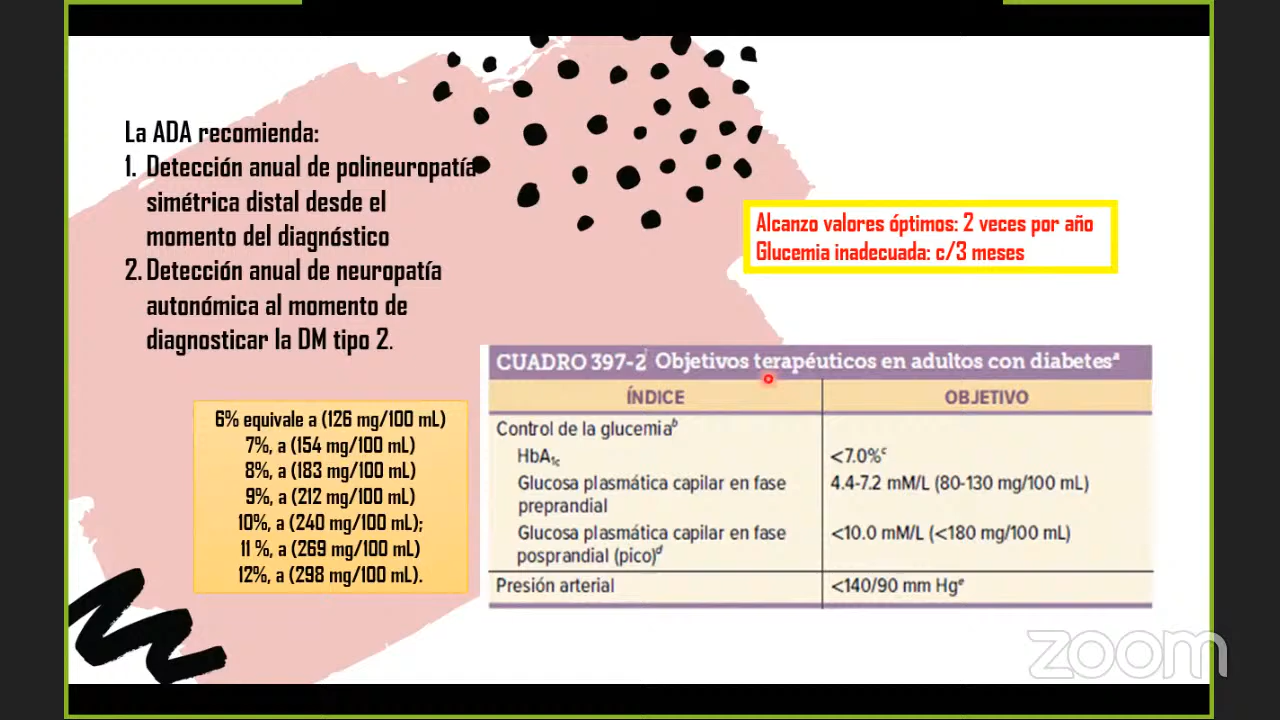 La ADA recomienda:
1. Detección anual de polineuropatía
simétrica distal desde el
momento del diagnóstico
2. Detección anual de neuropatía
autonómica al momento de
diagnosticar la DM tipo 2.
Alcanzo valores óptimos: 2 veces por año
Glucemia inadecuada: c/3 meses
6% equivale a (126 mg/100 mL)
7%, a (154 mg/100 mL)
8%, a (183 mg/100 mL)
9%, a (212 mg/100 mL)
10%, a (240 mg/100 mL);
11 %, a (269 mg/100 mL)
12%, a (298 mg/100 mL).
CUADRO 397-2 Objetivos terapéuticos en adultos con diabetesª
ÍNDICE OBJETIVO
Control de la glucemiaᵇ
HbA₁c <7.0%ᶜ
Glucosa plasmática capilar en fase 4.4-7.2 mM/L (80-130 mg/100 mL)
preprandial
Glucosa plasmática capilar en fase <10.0 mM/L (<180 mg/100 mL)
posprandial (pico)ᵈ
Presión arterial <140/90 mm Hgᵉ
zoom